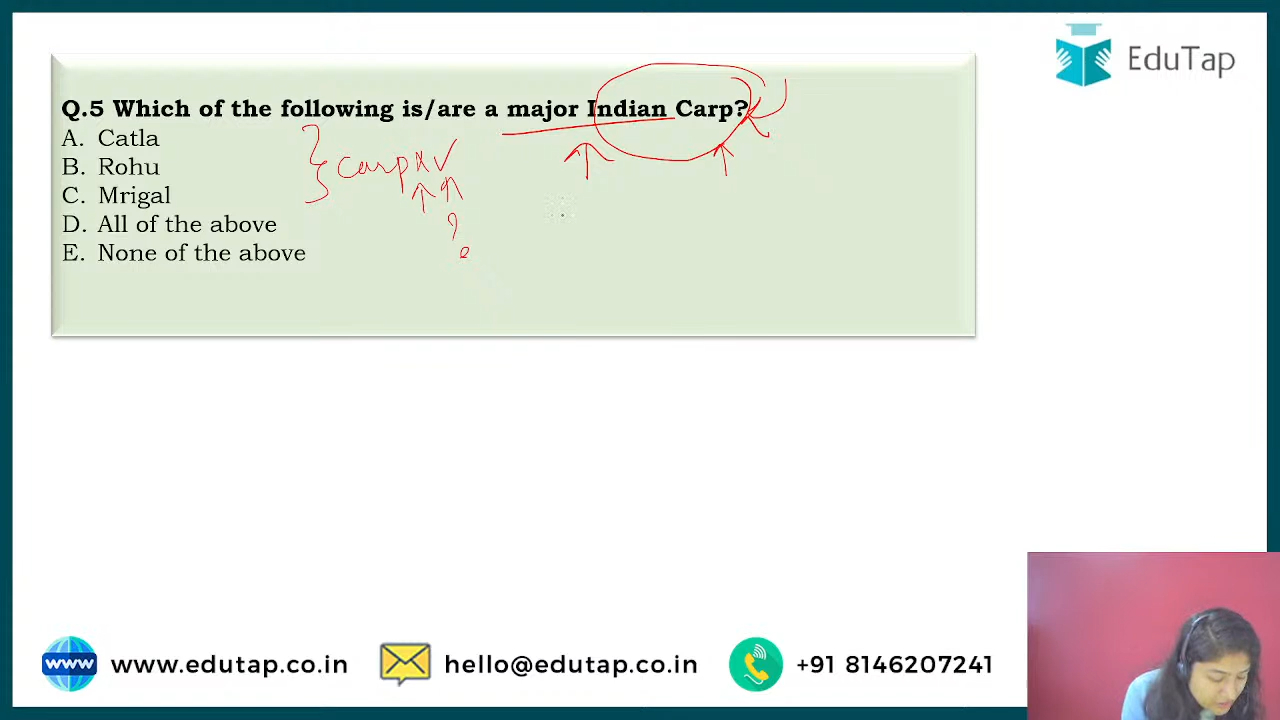 EduTap
Q.5 Which of the following is/are a major Indian Carp?
A. Catla
B. Rohu
C. Mrigal
D. All of the above
E. None of the above
Carp
?
www
www.edutap.co.in
hello@edutap.co.in
+91 8146207241